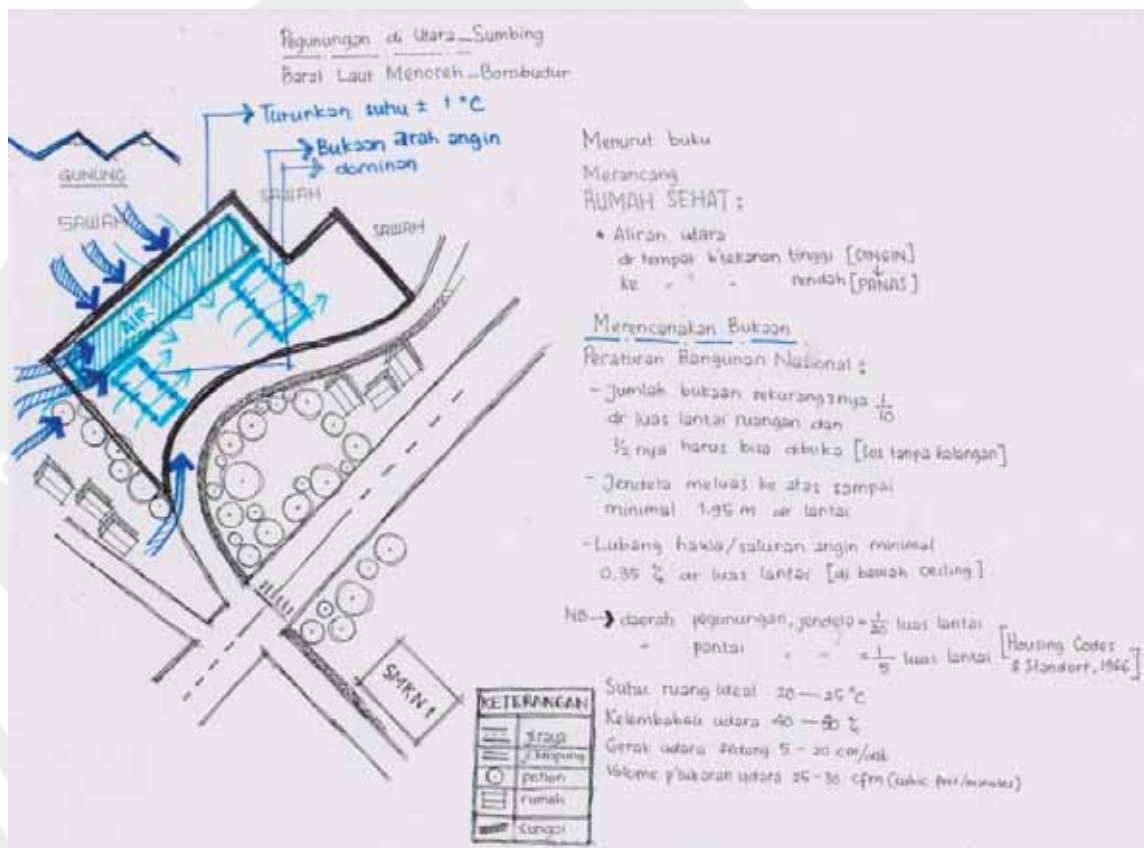 Pegunungan di Utara_Sumbing
Barat Laut Menoreh_Borobudur
Turunkan suhu ± 1 °C
Bukaan arah angin
dominan
GUNUNG
SAWAH
SAWAH
SAWAH
AIR
SMKN 1
KETERANGAN
jl.raya
jl.kampung
pohon
rumah
sungai
Menurut buku
Merancang
RUMAH SEHAT :
• Aliran udara
dr tempat b'tekanan tinggi [DINGIN]
ke " " " rendah [PANAS]
Merencanakan Bukaan
Peraturan Bangunan Nasional :
- Jumlah bukaan sekurang2nya 1/10
dr luas lantai ruangan dan
1/2 nya harus bisa dibuka [los tanpa halangan]
- Jendela meluas ke atas sampai
minimal 1.95 m dr lantai
- Lubang hawa/saluran angin minimal
0.35 % dr luas lantai [di bawah ceiling]
NB → daerah pegunungan, jendela = 1/20 luas lantai
" pantai " " = 1/5 luas lantai [Housing Codes
& Standart, 1966]
Suhu ruang ideal 20 — 25 °C
Kelembaban udara 40 — %
Gerak udara sedang 5 - 20 cm/
Volume p'tukaran udara 25 - 30 cfm (cubic feet/minutes)